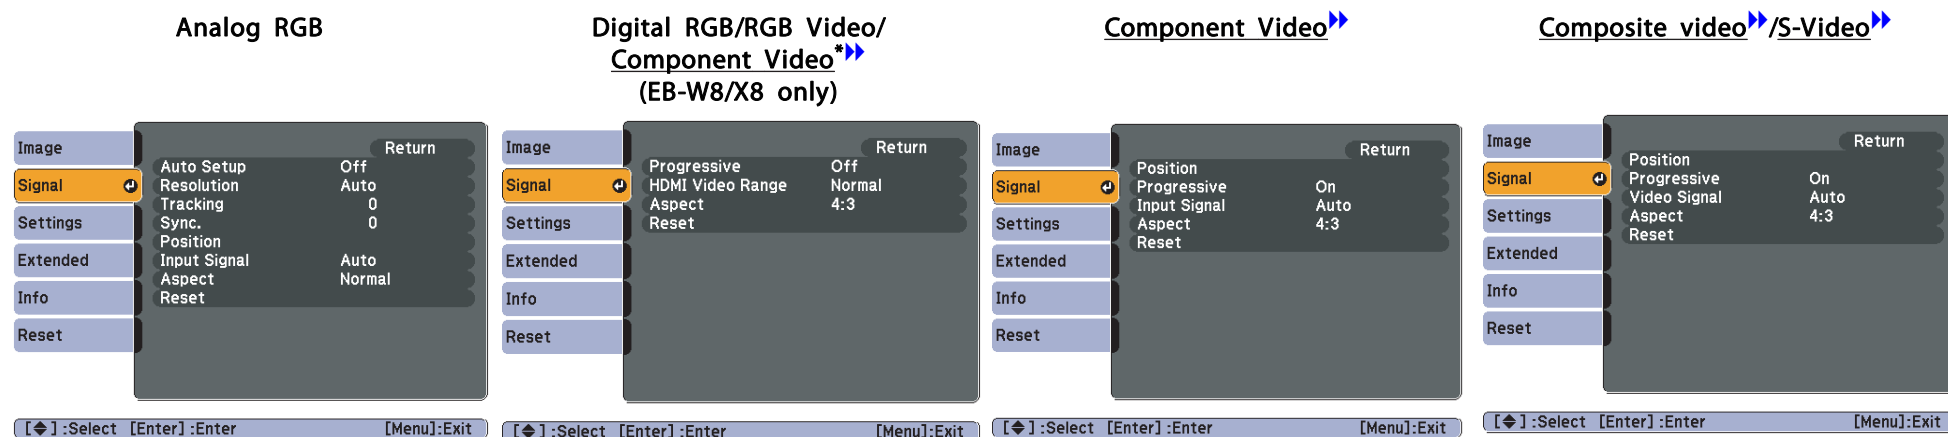 Analog RGB
Image
Signal
Settings
Extended
Info
Reset
Return
Auto Setup Off
Resolution Auto
Tracking 0
Sync. 0
Position
Input Signal Auto
Aspect Normal
Reset
[◆]:Select [Enter]:Enter [Menu]:Exit
Digital RGB/RGB Video/
Component Video*
(EB-W8/X8 only)
Image
Signal
Settings
Extended
Info
Reset
Return
Progressive Off
HDMI Video Range Normal
Aspect 4:3
Reset
[◆]:Select [Enter]:Enter [Menu]:Exit
Component Video
Image
Signal
Settings
Extended
Info
Reset
Return
Position
Progressive On
Input Signal Auto
Aspect 4:3
Reset
[◆]:Select [Enter]:Enter [Menu]:Exit
Composite video/S-Video
Image
Signal
Settings
Extended
Info
Reset
Return
Position
Progressive On
Video Signal Auto
Aspect 4:3
Reset
[◆]:Select [Enter]:Enter [Menu]:Exit